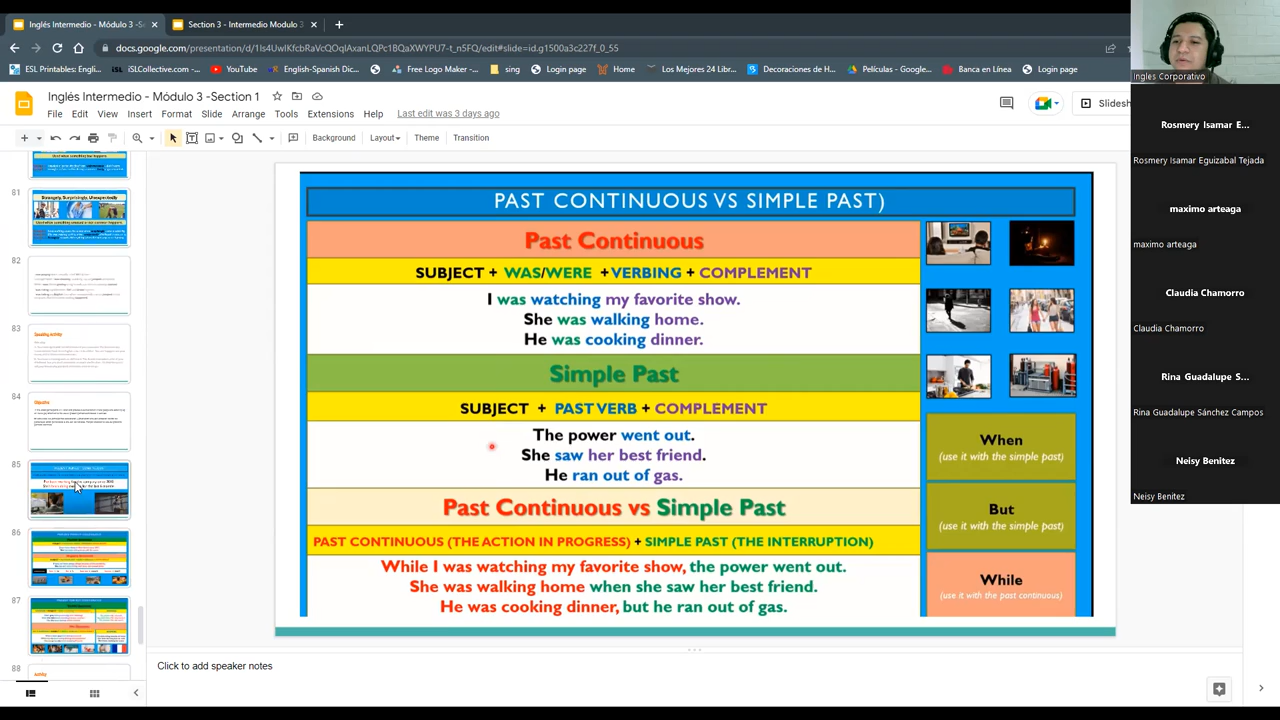 Inglés Intermedio - Módulo 3 -Se
Section 3 - Intermedio Modulo 3
docs.google.com/presentation/d/1Is4UwIKfcbRaVcQOqIAxanLQPc1BQaXWYPU7-t_n5FQ/edit#slide=id.g1500a3c227f_0_55
ESL Printables: Engli...
iSLCollective.com -...
YouTube
English-Spanish Dic...
Free Logo Maker -...
sing
Login page
Home
Los Mejores 24 Libr...
Decoraciones de H...
Películas - Google...
Banca en Línea
Login page
Ingles Corporativo
Inglés Intermedio - Módulo 3 -Section 1
File Edit View Insert Format Slide Arrange Tools Extensions Help
Last edit was 3 days ago
Slidesh
Background
Layout
Theme
Transition
81
Strangely, Surprisingly, Unexpectedly
82
83
Speaking Activity
84
Objective
85
86
87
88
Activity
PAST CONTINUOUS VS SIMPLE PAST)
Past Continuous
SUBJECT + WAS/WERE +VERBING + COMPLEMENT
I was watching my favorite show.
She was walking home.
He was cooking dinner.
Simple Past
SUBJECT + PAST VERB + COMPLEMENT
The power went out.
She saw her best friend.
He ran out of gas.
Past Continuous vs Simple Past
PAST CONTINUOUS (THE ACTION IN PROGRESS) + SIMPLE PAST (THE INTERRUPTION)
While I was watching my favorite show, the power went out.
She was walking home when she saw her best friend.
He was cooking dinner, but he ran out of gas.
When
(use it with the simple past)
But
(use it with the simple past)
While
(use it with the past continuous)
Click to add speaker notes
Rosmery Isamar E...
Rosmery Isamar Eguizabal Tejada
maximo arteaga
maximo arteaga
Claudia Chamorro
Claudia Chamorro
Rina Guadalupe S...
Rina Guadalupe Sánchez Campos
Neisy Benitez
Neisy Benitez